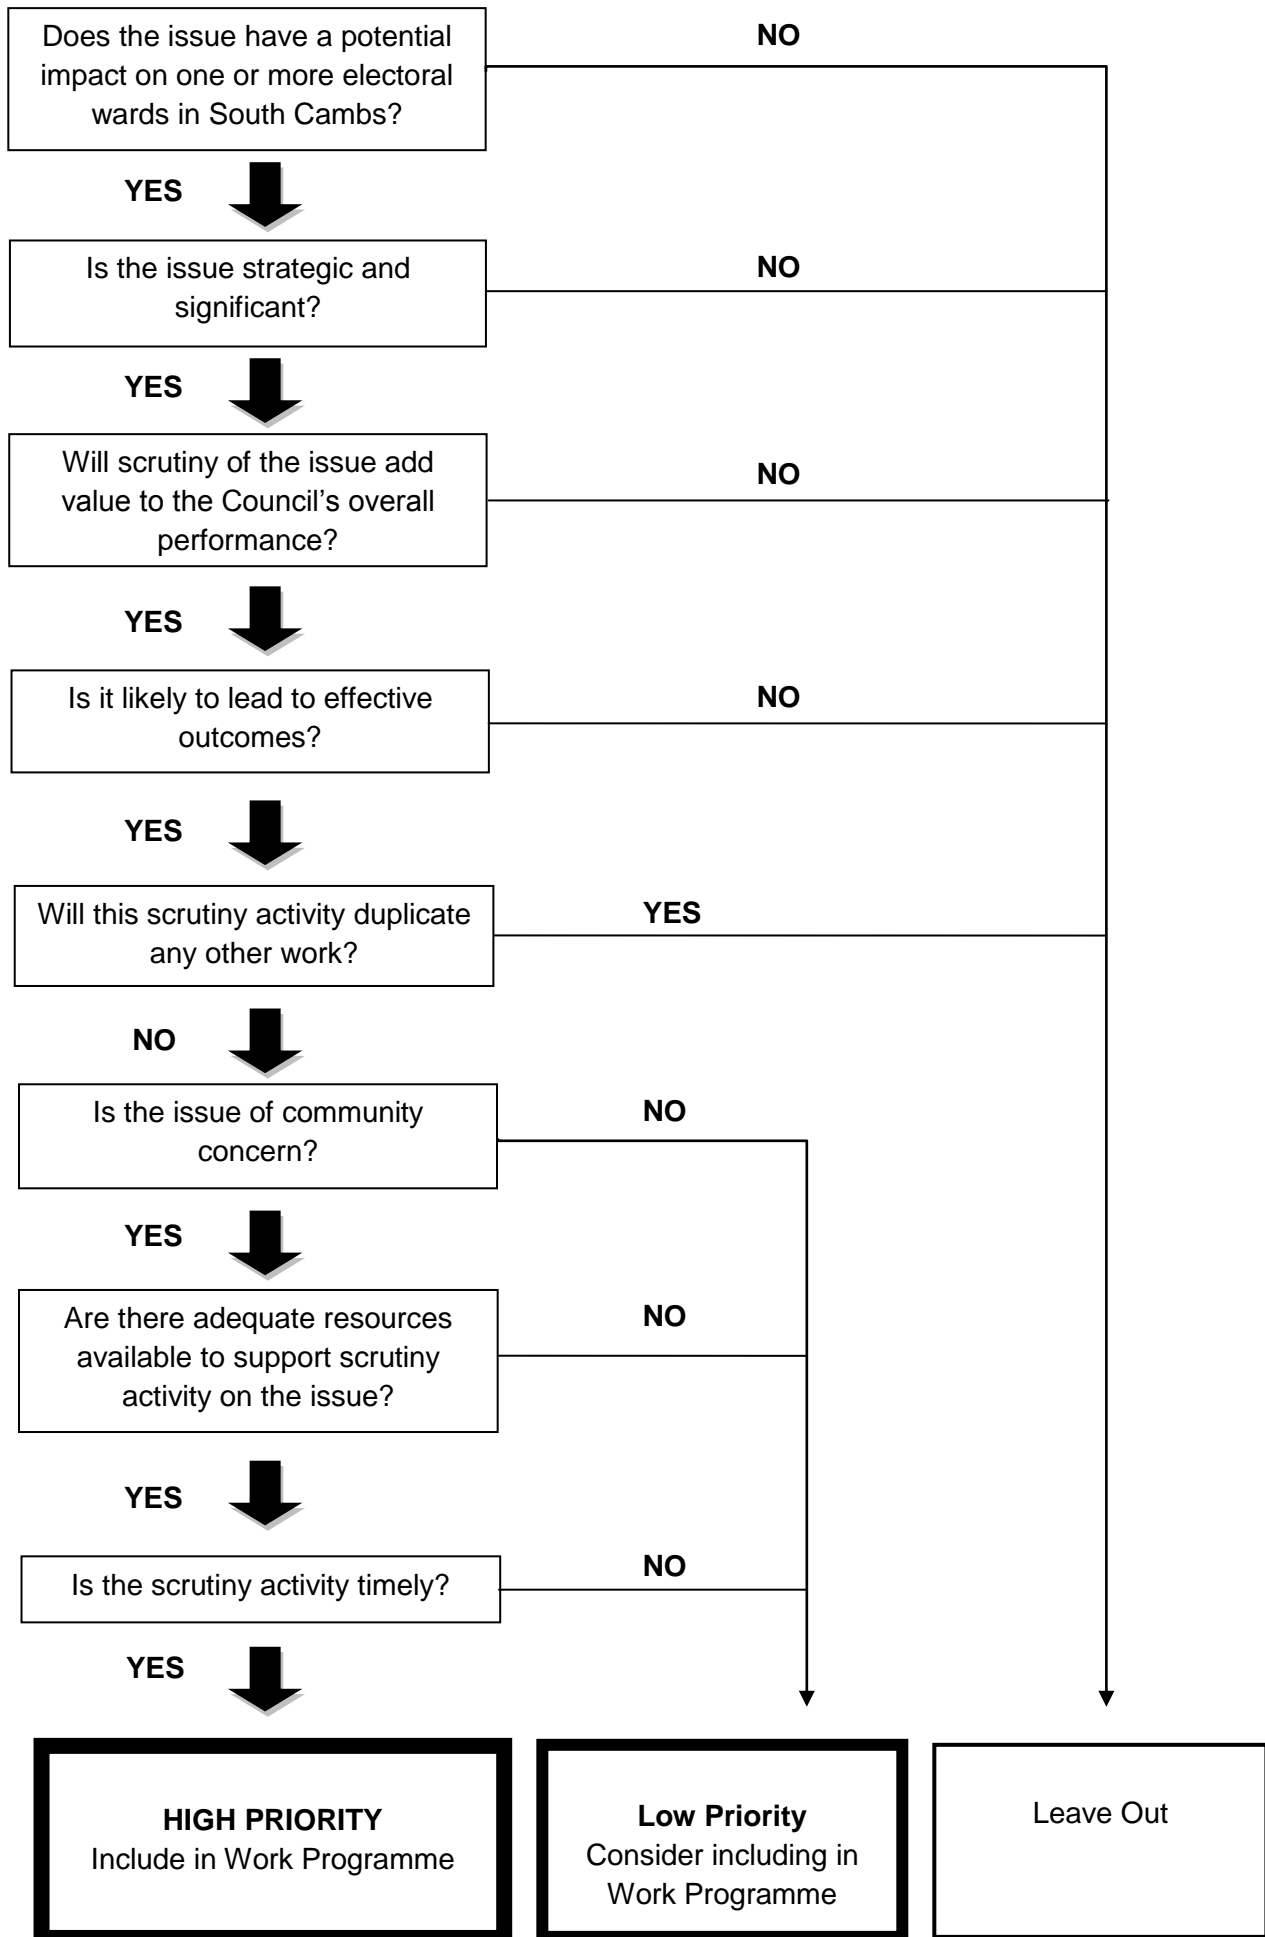 Does the issue have a potential
impact on one or more electoral
wards in South Cambs?
NO
YES
Is the issue strategic and
significant?
NO
YES
Will scrutiny of the issue add
value to the Council’s overall
performance?
NO
YES
Is it likely to lead to effective
outcomes?
NO
YES
Will this scrutiny activity duplicate
any other work?
YES
NO
Is the issue of community
concern?
NO
YES
Are there adequate resources
available to support scrutiny
activity on the issue?
NO
YES
Is the scrutiny activity timely?
NO
YES
HIGH PRIORITY
Include in Work Programme
Low Priority
Consider including in
Work Programme
Leave Out